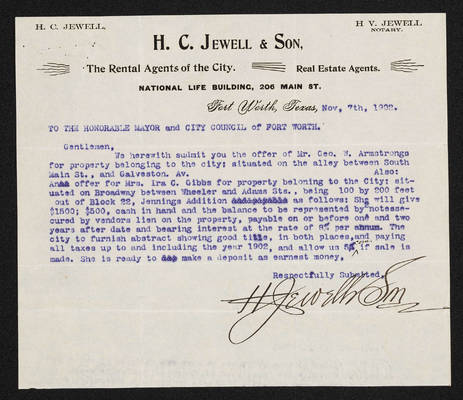 H. C. JEWELL,
H V. JEWELL
NOTARY.
H. C. JEWELL & SON,
The Rental Agents of the City.
Real Estate Agents.
NATIONAL LIFE BUILDING, 206 MAIN ST.
Fort Worth, Texas, Nov, 7th, 1902.
TO THE HONORABLE MAYOR and CITY COUNCIL of FORT WORTH.
Gentlemen,
We herewith submit you the offer of Mr. Geo. W. Armstrongs
for property belonging to the city; situated on the alley between South
Main St., and Galveston. Av. Also:
An offer for Mrs. Ira C. Gibbs for property beloning to the City; sit-
uated on Broadway between Wheeler and Adams Sts., being 100 by 200 feet
out of Block 22, Jennings Addition as follows: She will give
$1500; $500, cash in hand and the balance to be represented by notesse-
cured by vendors lien on the property, payable on or before one and two
years after date and bearing interest at the rate of 8% per annum. The
city to furnish abstract showing good title, in both places, and paying
all taxes up to and including the year 1902, and allow us 5% if sale is
made. She is ready to make a deposit as earnest money.
Respectfully Submited,
H C Jewell & Son